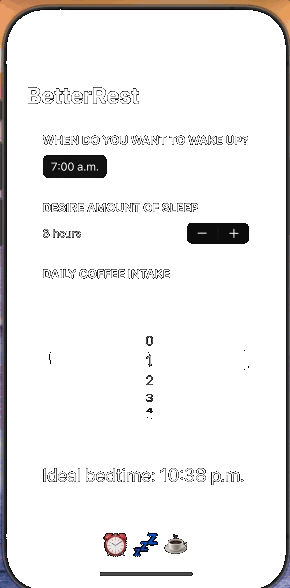 BetterRest
WHEN DO YOU WANT TO WAKE UP?
7:00 a.m.
DESIRE AMOUNT OF SLEEP
8 hours
− +
DAILY COFFEE INTAKE
0
1
2
3
4
Ideal bedtime: 10:38 p.m.